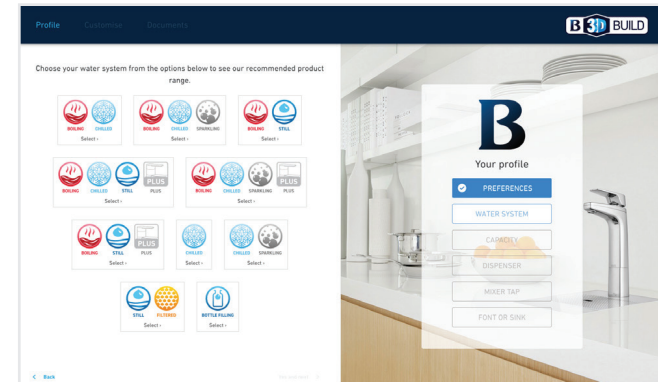 Profile Customise Documents
B 3D BUILD
Choose your water system from the options below to see our recommended product
range.
BOILING CHILLED
Select ›
BOILING CHILLED SPARKLING
Select ›
BOILING STILL
Select ›
BOILING CHILLED STILL PLUS
PLUS
Select ›
BOILING CHILLED SPARKLING PLUS
PLUS
Select ›
BOILING STILL PLUS
PLUS
Select ›
CHILLED
Select ›
CHILLED SPARKLING
Select ›
STILL FILTERED
Select ›
BOTTLE FILLING
Select ›
‹ Back
B
Your profile
PREFERENCES
WATER SYSTEM
CAPACITY
DISPENSER
MIXER TAP
FONT OR SINK